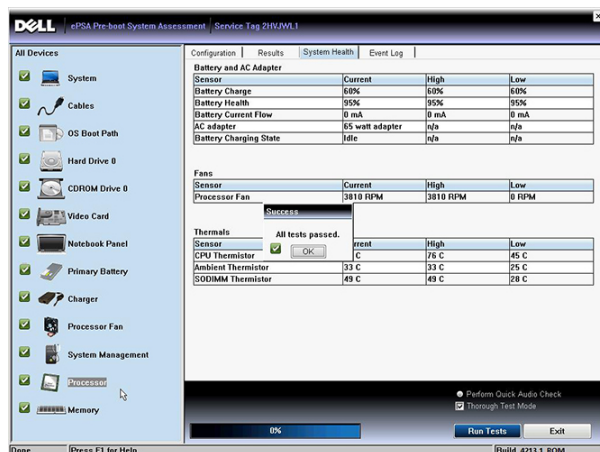 DELL ePSA Pre-boot System Assessment Service Tag 2HVJWL1
All Devices
System
Cables
OS Boot Path
Hard Drive 0
CDROM Drive 0
Video Card
Notebook Panel
Primary Battery
Charger
Processor Fan
System Management
Processor
Memory
Configuration Results System Health Event Log
Battery and AC Adapter
Sensor Current High Low
Battery Charge 60% 60% 60%
Battery Health 95% 95% 95%
Battery Current Flow 0 mA 0 mA 0 mA
AC adapter 65 watt adapter n/a n/a
Battery Charging State Idle n/a n/a
Fans
Sensor Current High Low
Processor Fan 3810 RPM 3810 RPM 0 RPM
Success
All tests passed.
OK
Thermals
Sensor rrent High Low
CPU Thermistor C 76 C 45 C
Ambient Thermistor 33 C 33 C 25 C
SODIMM Thermistor 49 C 49 C 28 C
Perform Quick Audio Check
Thorough Test Mode
0% Run Tests Exit
Done Press F1 for Help Build 4213.1 ROM